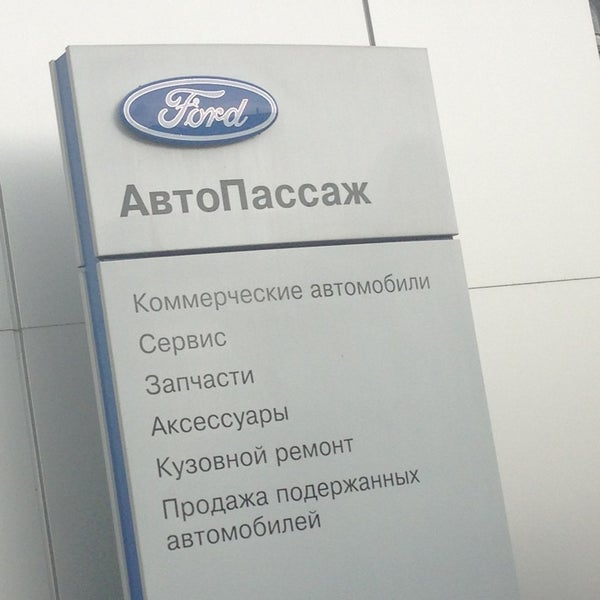 Ford
АвтоПассаж
Коммерческие автомобили
Сервис
Запчасти
Аксессуары
Кузовной ремонт
Продажа подержанных
автомобилей